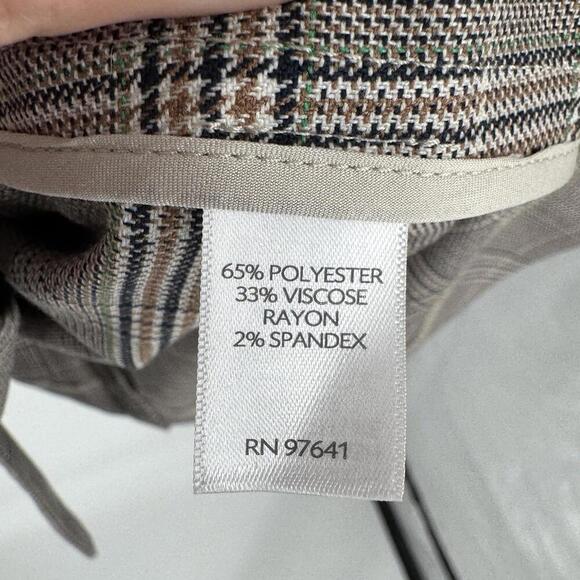 65% POLYESTER
33% VISCOSE
RAYON
2% SPANDEX
RN 97641